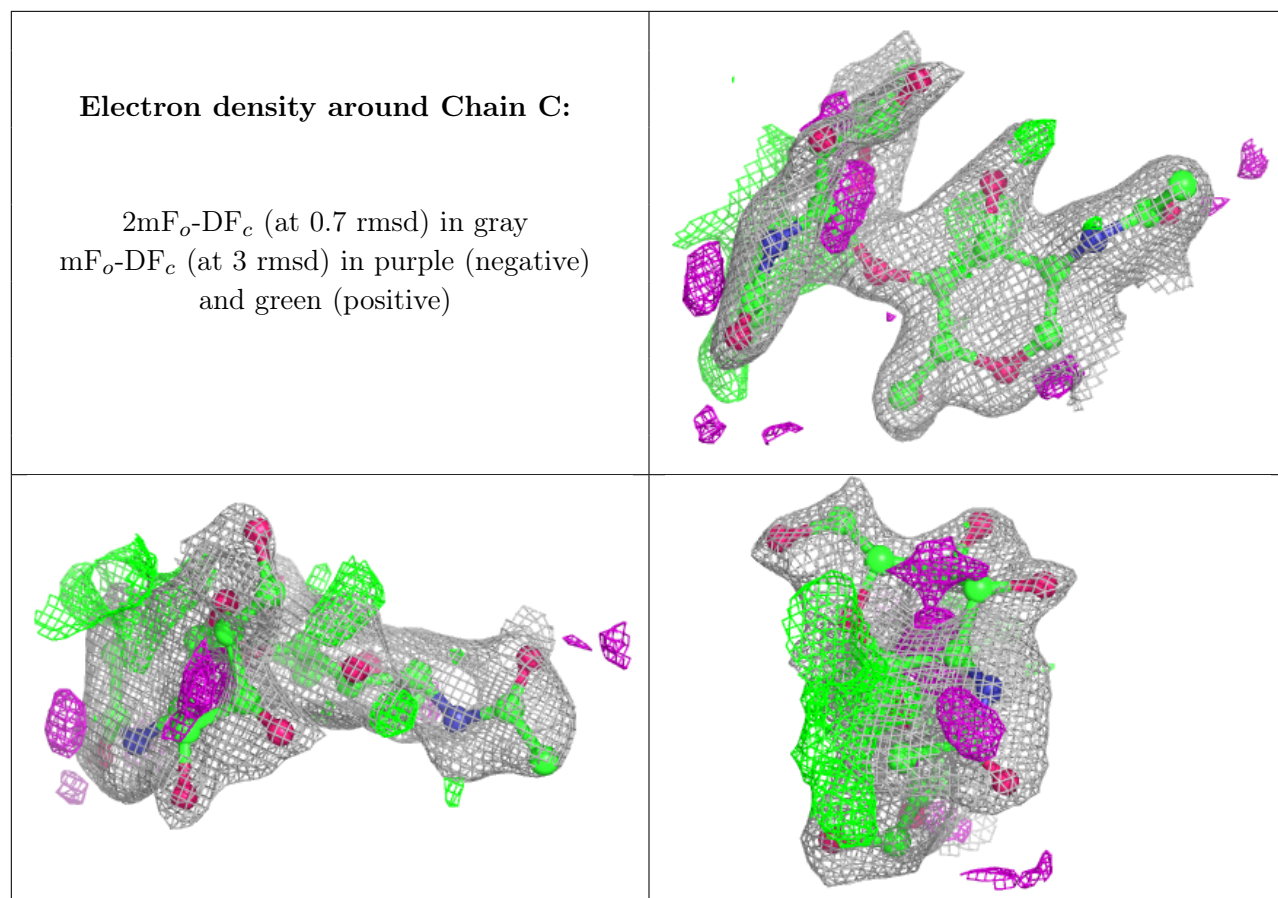 Electron density around Chain C:
2mFₒ-DF𝑐 (at 0.7 rmsd) in gray
mFₒ-DF𝑐 (at 3 rmsd) in purple (negative)
and green (positive)